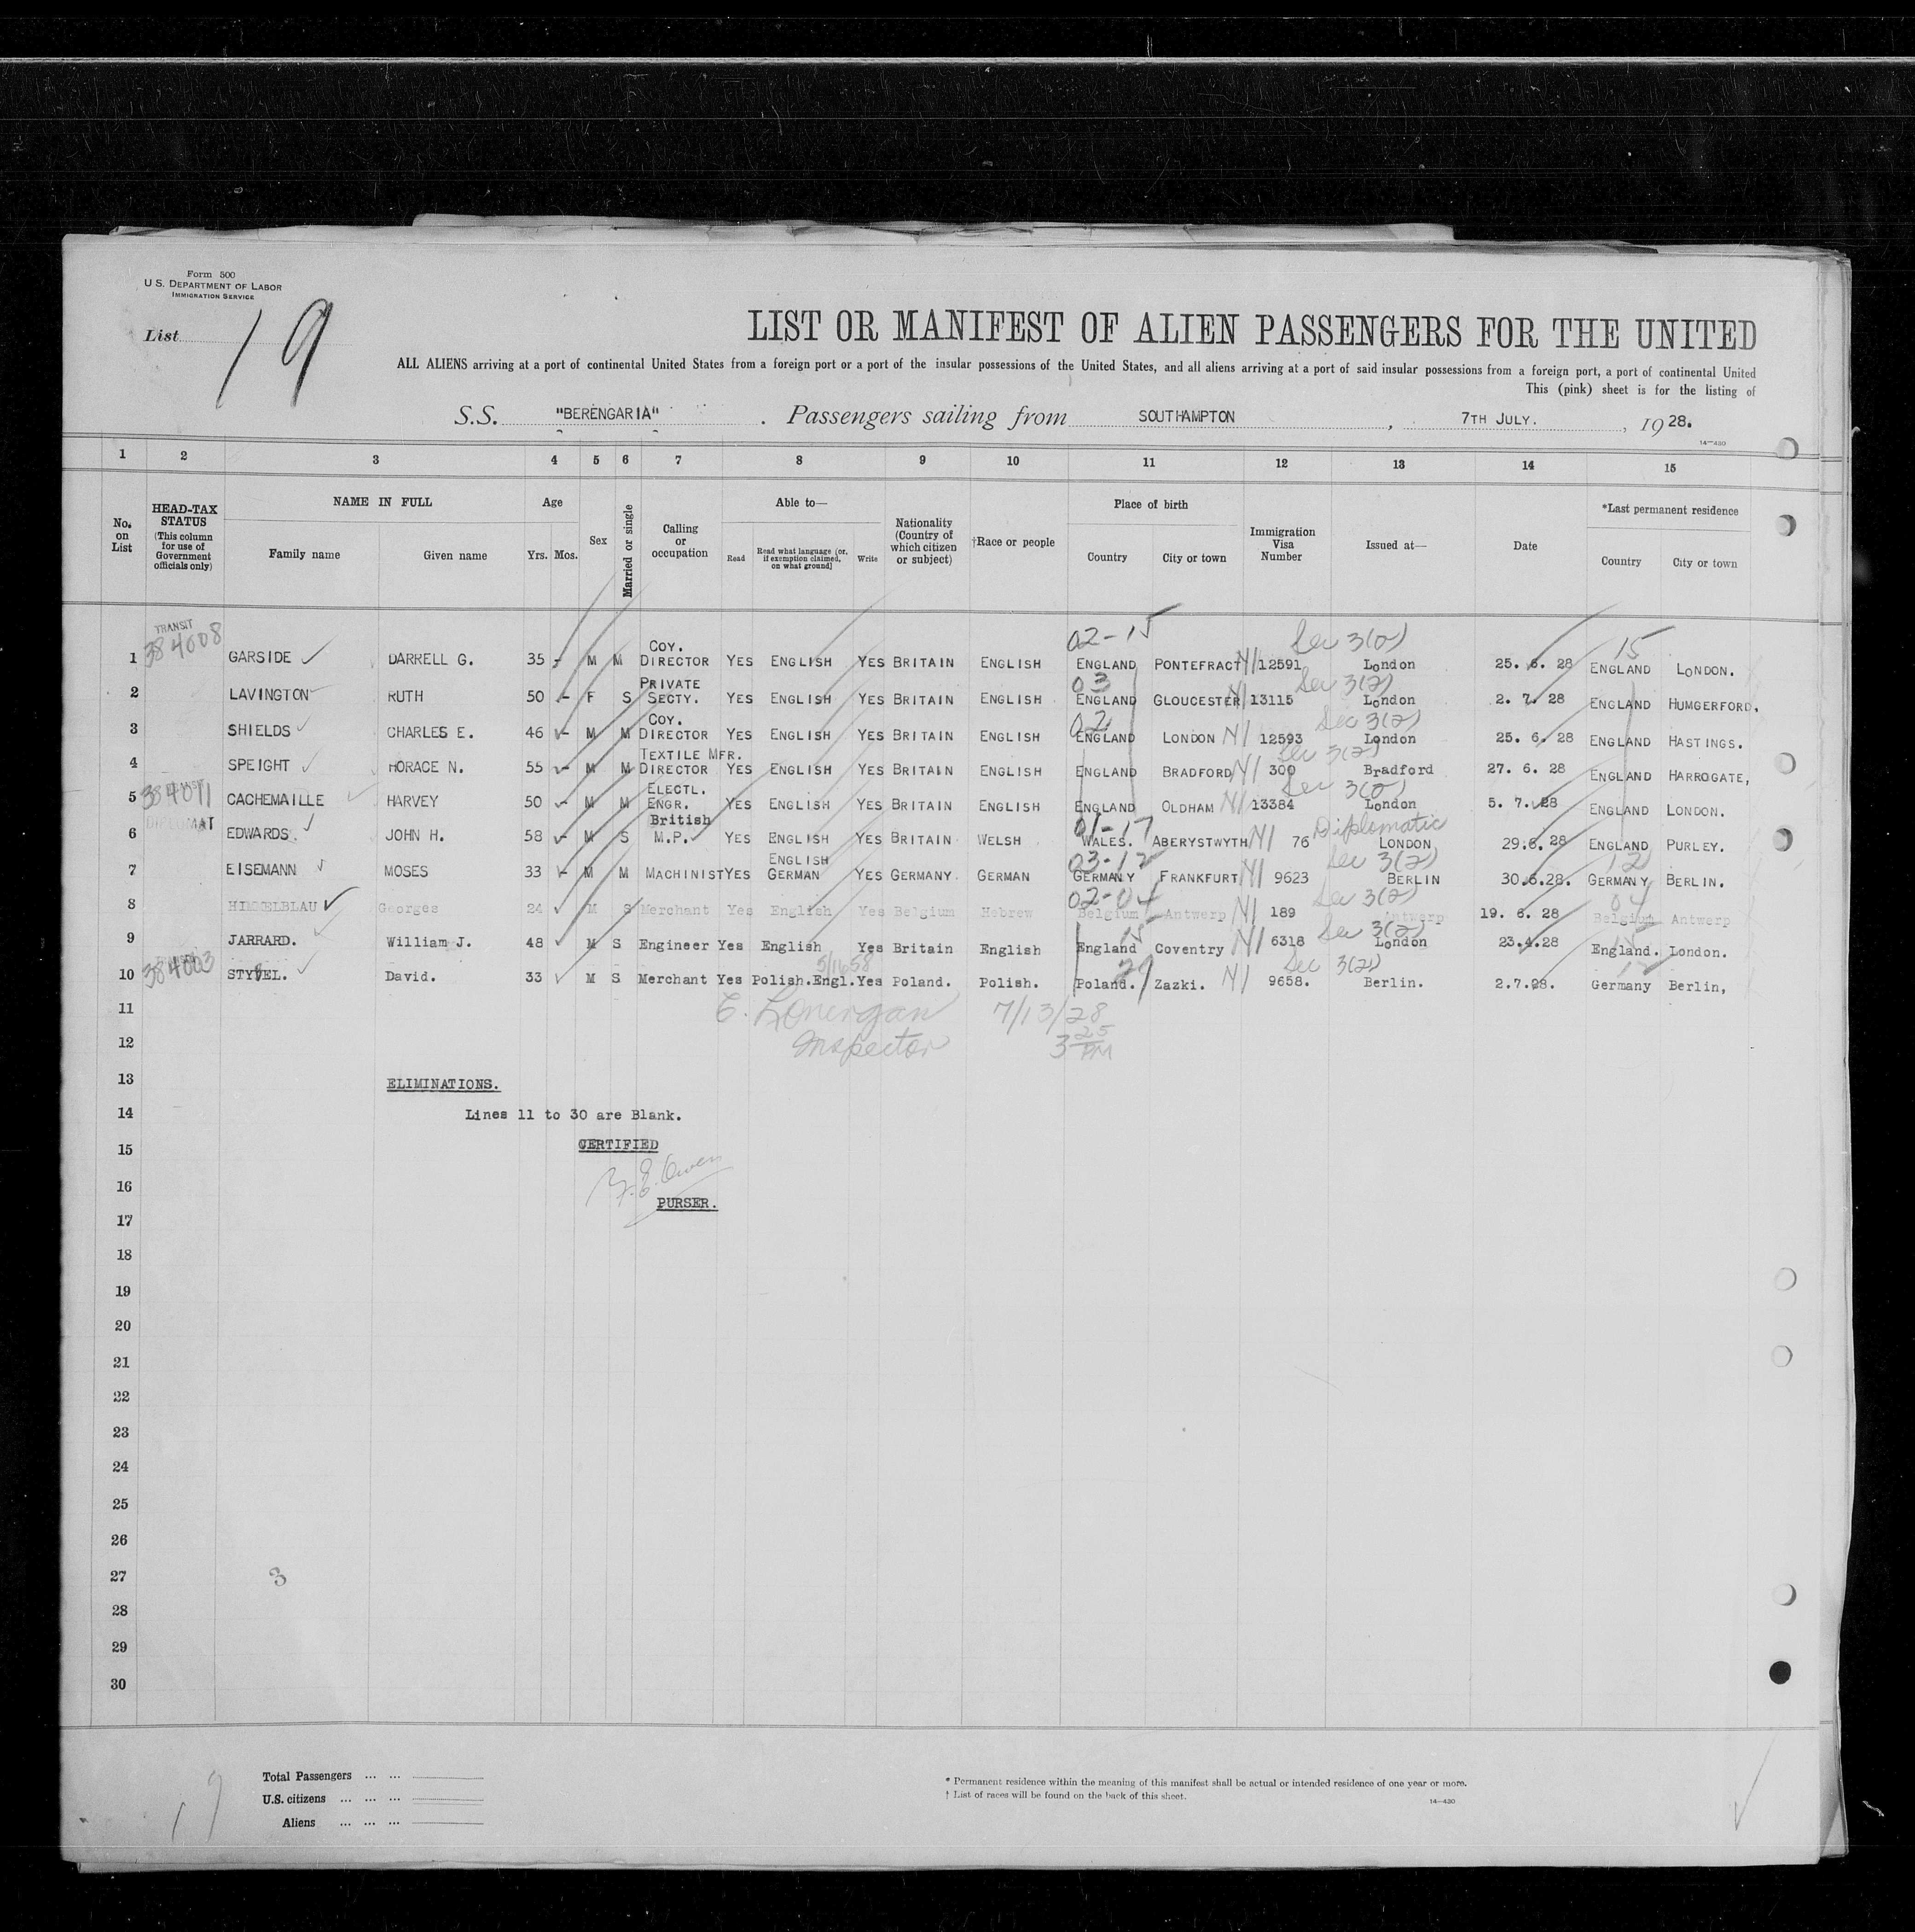 Form 500
U.S. DEPARTMENT OF LABOR
IMMIGRATION SERVICE
List 19
LIST OR MANIFEST OF ALIEN PASSENGERS FOR THE UNITED
ALL ALIENS arriving at a port of continental United States from a foreign port or a port of the insular possessions of the United States, and all aliens arriving at a port of said insular possessions from a foreign port, a port of continental United
This (pink) sheet is for the listing of
S.S. "BERENGARIA" . Passengers sailing from SOUTHAMPTON , 7TH JULY. , 1928.
14—430
1 2 3 4 5 6 7 8 9 10 11 12 13 14 15
No. on List
HEAD-TAX STATUS (This column for use of Government officials only)
NAME IN FULL
Family name Given name
Age
Yrs. Mos.
Sex
Married or single
Calling or occupation
Able to—
Read Read what language (or, if exemption claimed, on what ground) Write
Nationality (Country of which citizen or subject)
†Race or people
Place of birth
Country City or town
Immigration Visa Number
Issued at—
Date
*Last permanent residence
Country City or town
TRANSIT 02-15 Sec 3(2) 15
1 384008 GARSIDE DARRELL G. 35 - M M COY. DIRECTOR YES ENGLISH YES BRITAIN ENGLISH ENGLAND PONTEFRACT NI 12591 London 25. 6. 28 ENGLAND LONDON.
03 Sec 3(2)
2 LAVINGTON RUTH 50 - F S PRIVATE SECTY. YES ENGLISH YES BRITAIN ENGLISH ENGLAND GLOUCESTER NI 13115 London 2. 7. 28 ENGLAND HUMGERFORD,
02 Sec 3(2)
3 SHIELDS CHARLES E. 46 - M M COY. DIRECTOR YES ENGLISH YES BRITAIN ENGLISH ENGLAND LONDON NI 12593 London 25. 6. 28 ENGLAND HASTINGS.
Sec 3(2)
4 SPEIGHT HORACE N. 55 - M M TEXTILE MFR. DIRECTOR YES ENGLISH YES BRITAIN ENGLISH ENGLAND BRADFORD NI 300 Bradford 27. 6. 28 ENGLAND HARROGATE,
Sec 3(2)
5 384011 CACHEMAILLE HARVEY 50 - M M ELECTL. ENGR. YES ENGLISH YES BRITAIN ENGLISH ENGLAND OLDHAM NI 13384 London 5. 7. 28 ENGLAND LONDON.
DIPLOMAT 01-17 Diplomatic
6 EDWARDS. JOHN H. 58 - M S British M.P. YES ENGLISH YES BRITAIN WELSH WALES. ABERYSTWYTH NI 76 LONDON 29.6. 28 ENGLAND PURLEY.
03-12 Sec 3(2) 12
7 EISEMANN MOSES 33 - M M MACHINIST YES ENGLISH GERMAN YES GERMANY. GERMAN GERMANY FRANKFURT NI 9623 BERLIN 30.6.28. GERMANY BERLIN.
02-04 Sec 3(2) 04
8 HIMMELBLAU Georges 24 M S Merchant Yes English Yes Belgium Hebrew Belgium Antwerp NI 189 Antwerp 19. 6. 28 Belgium Antwerp
15 Sec 3(2) 15
9 JARRARD. William J. 48 M S Engineer Yes English Yes Britain English England Coventry NI 6318 London 23.4.28 England. London.
Sec 3(2)
10 384003 David. 33 M S Merchant Yes Polish.Engl. Yes Poland. Polish. Poland. Zazki. NI 9658. Berlin. 2.7.28. Germany Berlin,
11 E. Lonergan 7/13/28
12 Inspector 3 25 PM
13 ELIMINATIONS.
14 Lines 11 to 30 are Blank.
15 CERTIFIED
16 Owen
PURSER.
17
18
19
20
21
22
23
24
25
26
27 3
28
29
30
19
Total Passengers ... ...
U.S. citizens ... ... ...
Aliens ... ... ...
* Permanent residence within the meaning of this manifest shall be actual or intended residence of one year or more.
† List of races will be found on the back of this sheet.
14—430